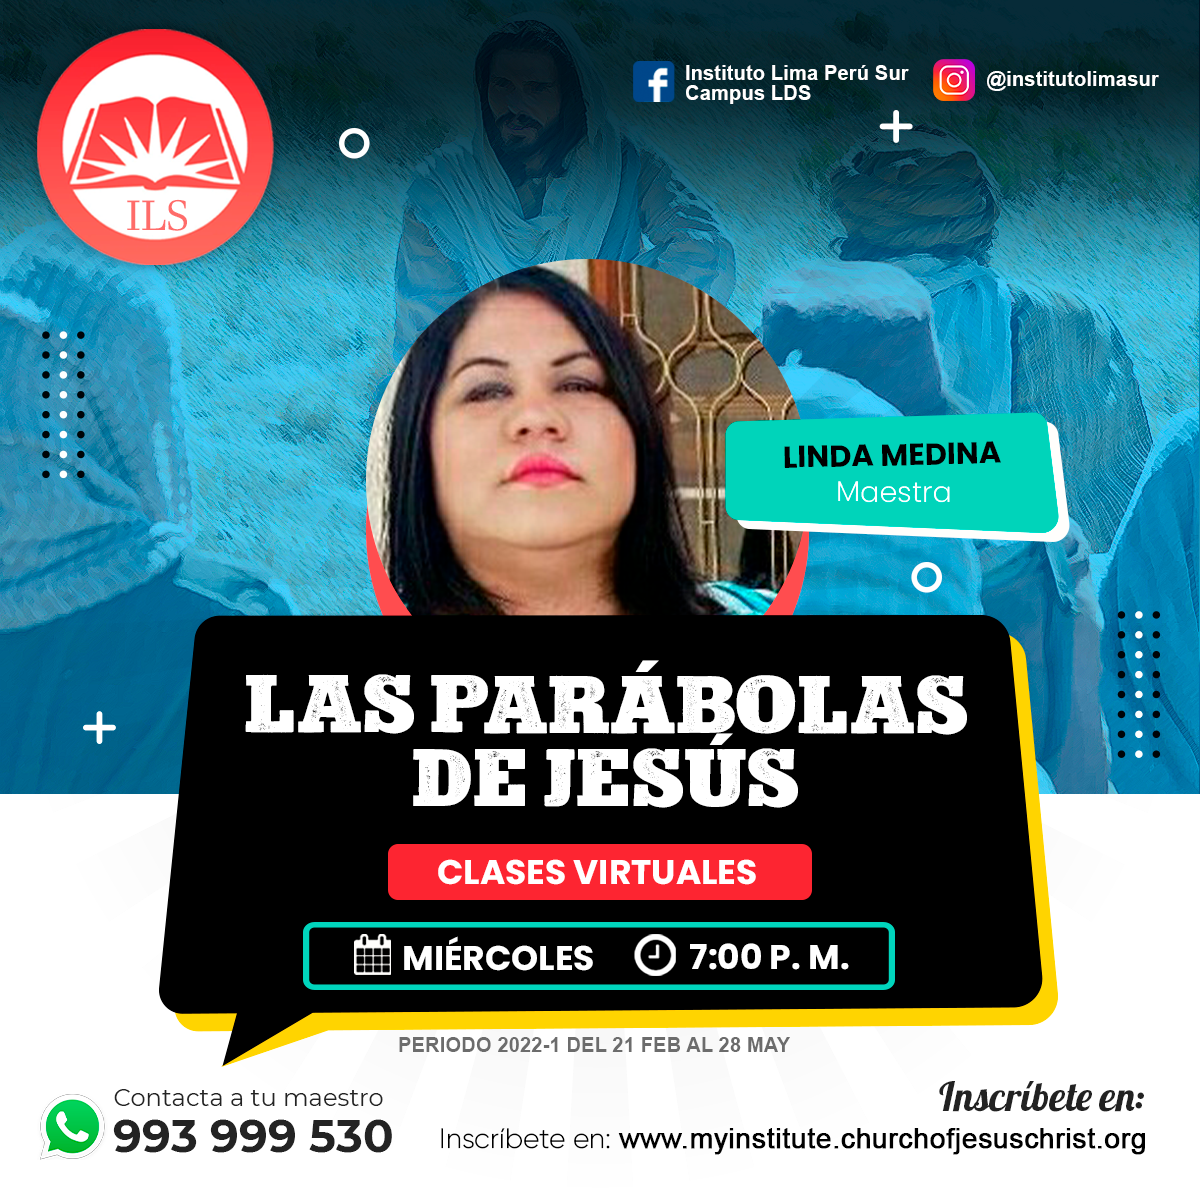 ILS
Instituto Lima Perú Sur
Campus LDS
@institutolimasur
LINDA MEDINA
Maestra
LAS PARÁBOLAS
DE JESÚS
CLASES VIRTUALES
MIÉRCOLES 7:00 P. M.
PERIODO 2022-1 DEL 21 FEB AL 28 MAY
Contacta a tu maestro
993 999 530
Inscríbete en:
Inscríbete en: www.myinstitute.churchofjesuschrist.org